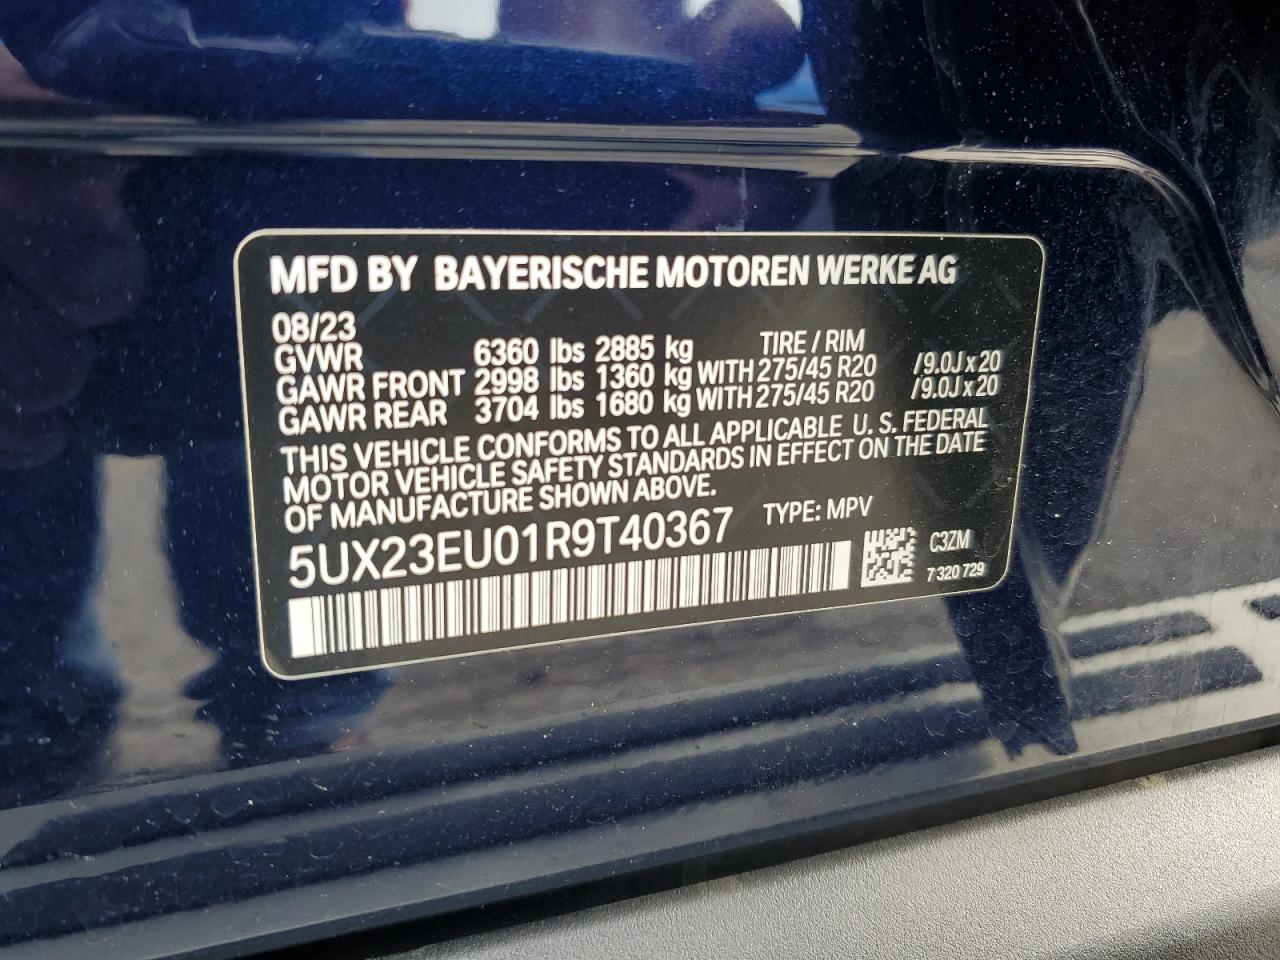 MFD BY BAYERISCHE MOTOREN WERKE AG
08/23 TIRE / RIM
GVWR 6360 lbs 2885 kg
GAWR FRONT 2998 lbs 1360 kg WITH 275/45 R20 /9.0J x 20
GAWR REAR 3704 lbs 1680 kg WITH 275/45 R20 /9.0J x 20
THIS VEHICLE CONFORMS TO ALL APPLICABLE U. S. FEDERAL
MOTOR VEHICLE SAFETY STANDARDS IN EFFECT ON THE DATE
OF MANUFACTURE SHOWN ABOVE.
5UX23EU01R9T40367 TYPE: MPV
C3ZM
7 320 729